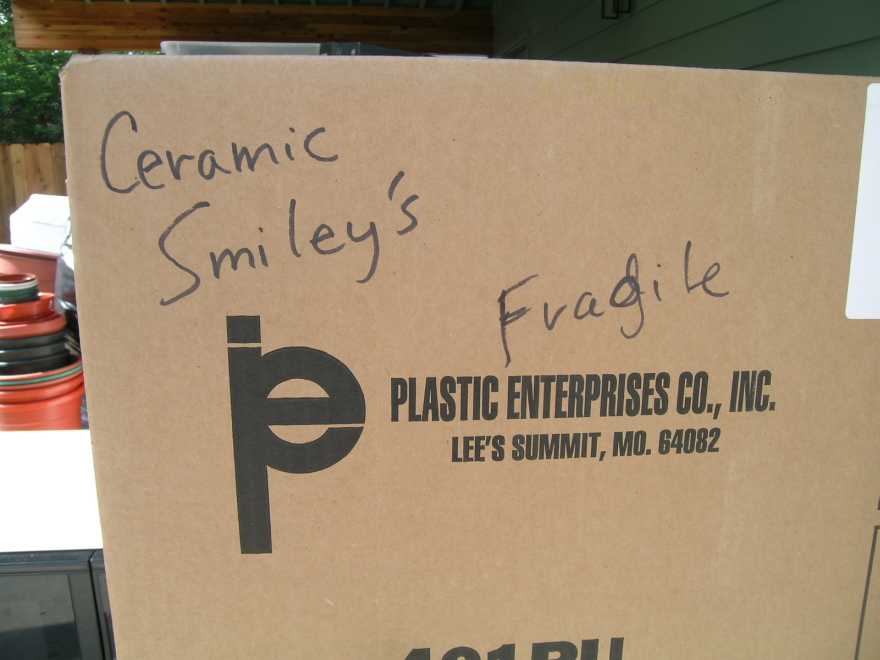 Ceramic
Smiley's
Fragile
PLASTIC ENTERPRISES CO., INC.
LEE'S SUMMIT, MO. 64082